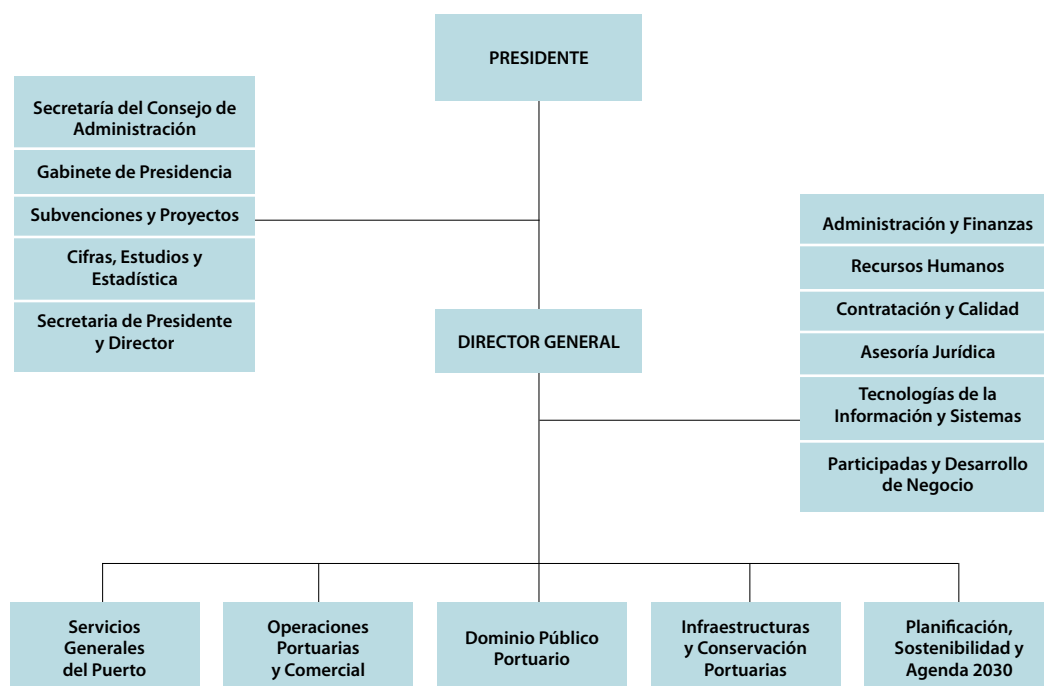 PRESIDENTE
Secretaría del Consejo de
Administración
Gabinete de Presidencia
Subvenciones y Proyectos
Cifras, Estudios y
Estadística
Secretaria de Presidente
y Director
Administración y Finanzas
Recursos Humanos
Contratación y Calidad
Asesoría Jurídica
Tecnologías de la
Información y Sistemas
Participadas y Desarrollo
de Negocio
DIRECTOR GENERAL
Servicios
Generales
del Puerto
Operaciones
Portuarias
y Comercial
Dominio Público
Portuario
Infraestructuras
y Conservación
Portuarias
Planificación,
Sostenibilidad y
Agenda 2030